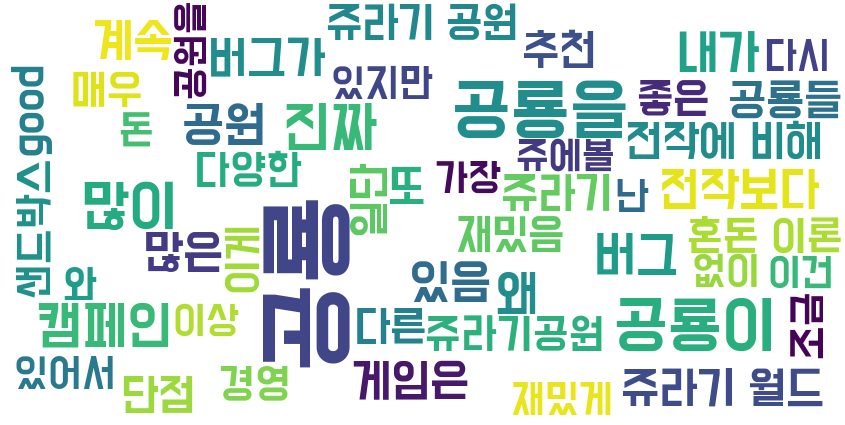 쥬라기 공원
공원을
계속
버그가
추천
내가
다시
매우
있지만
좋은
공룡들
good
돈
공원
진짜
공룡을
전작에 비해
다양한
쥬에볼
가장
일단
또
쥬라기
난
전작보다
많이
샌드박스
많은
이게
공룡
재밌음
버그
혼돈 이론
와
있음
왜
없이
이건
캠페인
이상
다른
쥬라기공원
공룡이
조금
있어서
단점
경영
게임은
재밌게
쥬라기 월드